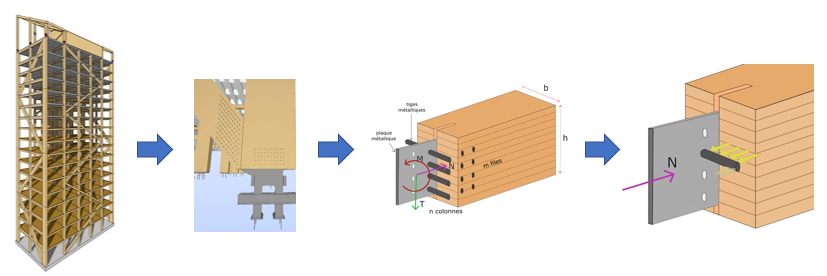 tiges
métalliques
plaque
métallique
b
h
M
N
T
m files
n colonnes
N